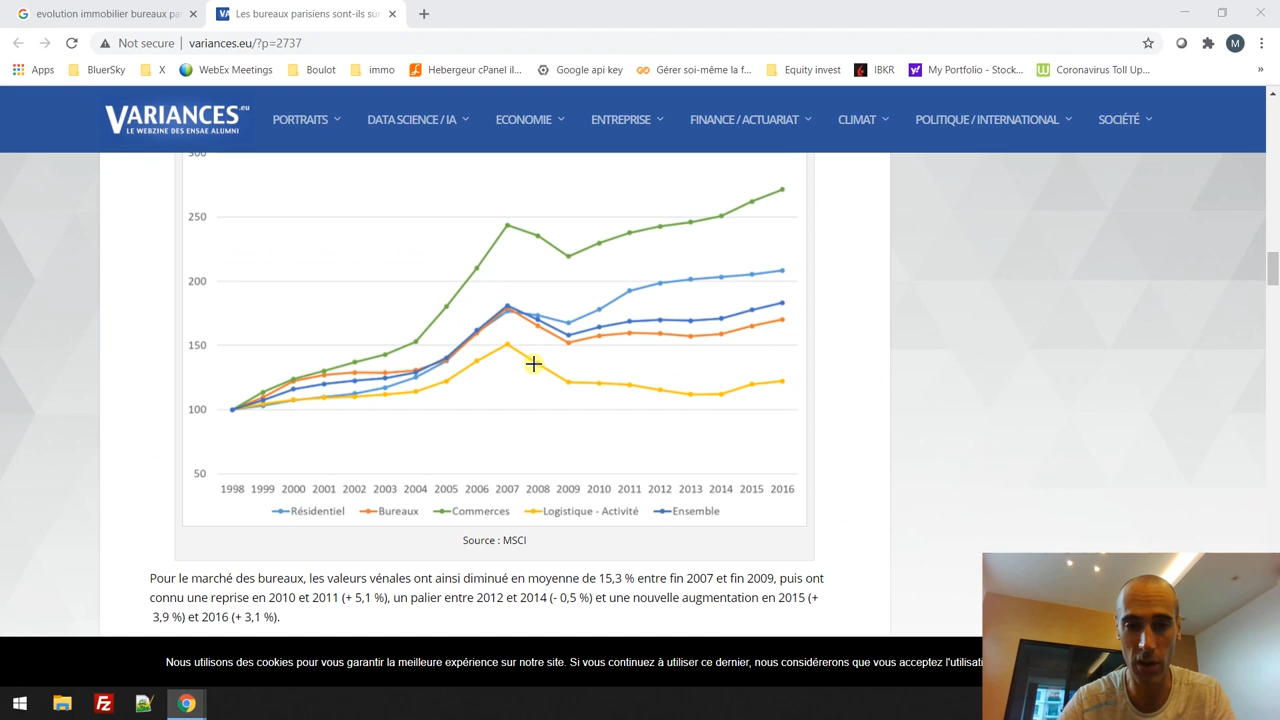 evolution immobilier bureaux pa
Les bureaux parisiens sont-ils su
Not secure | variances.eu/?p=2737
Apps BluerSky X WebEx Meetings Boulot immo Hebergeur cPanel il... Google api key Gérer soi-même la f... Equity invest IBKR My Portfolio - Stock... Coronavirus Toll Up... »
M
VARIANCES.eu
LE WEBZINE DES ENSAE ALUMNI
PORTRAITS DATA SCIENCE / IA ECONOMIE ENTREPRISE FINANCE / ACTUARIAT CLIMAT POLITIQUE / INTERNATIONAL SOCIÉTÉ
300
250
200
150
100
50
1998 1999 2000 2001 2002 2003 2004 2005 2006 2007 2008 2009 2010 2011 2012 2013 2014 2015 2016
Résidentiel Bureaux Commerces Logistique - Activité Ensemble
Source : MSCI
Pour le marché des bureaux, les valeurs vénales ont ainsi diminué en moyenne de 15,3 % entre fin 2007 et fin 2009, puis ont
connu une reprise en 2010 et 2011 (+ 5,1 %), un palier entre 2012 et 2014 (- 0,5 %) et une nouvelle augmentation en 2015 (+
3,9 %) et 2016 (+ 3,1 %).
Nous utilisons des cookies pour vous garantir la meilleure expérience sur notre site. Si vous continuez à utiliser ce dernier, nous considérerons que vous acceptez l'utilisati